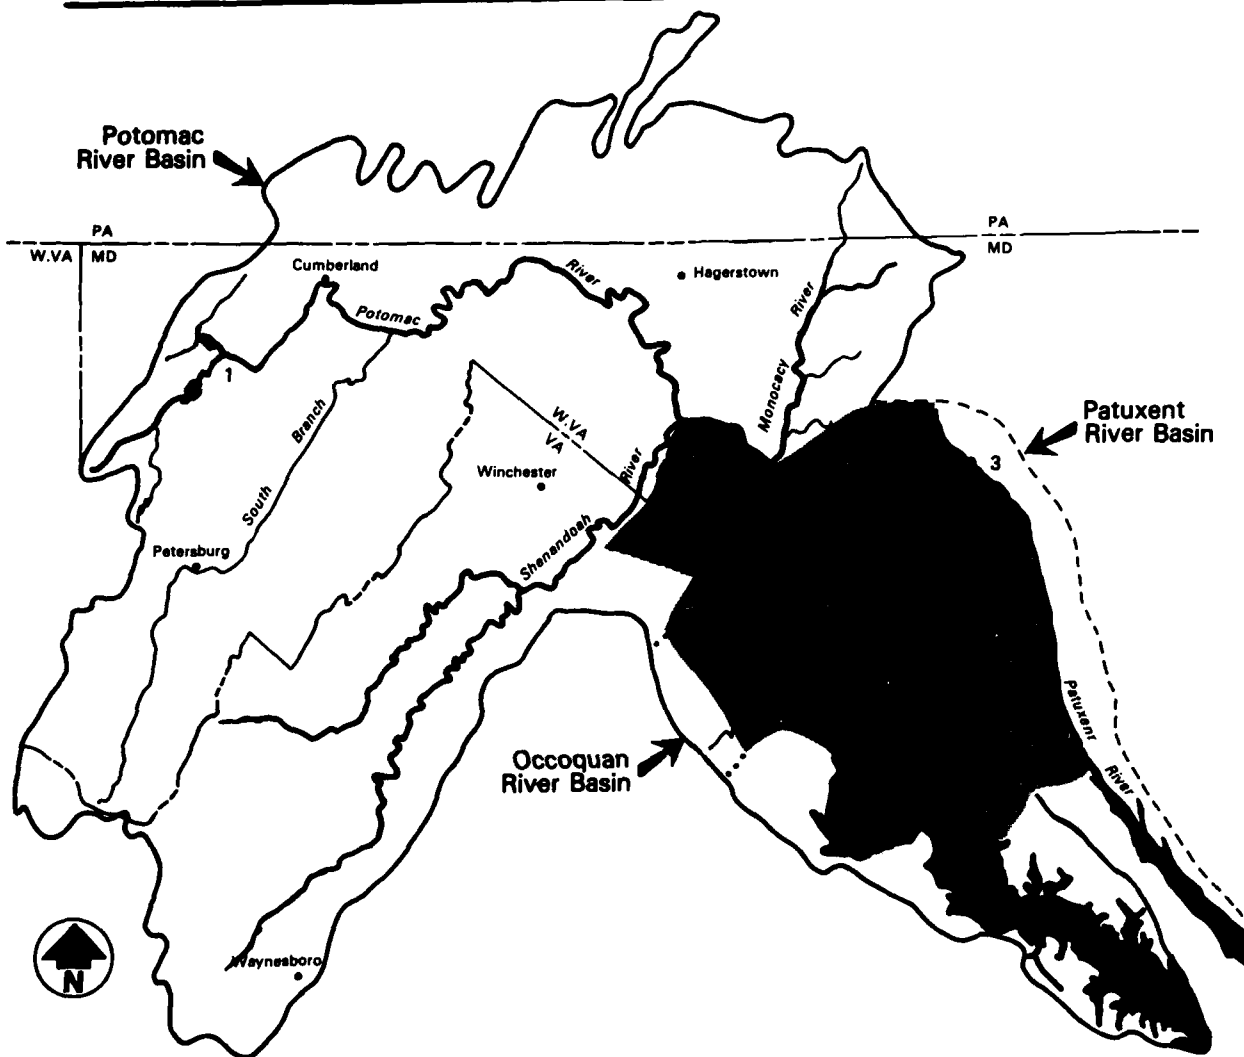 Potomac
River Basin
PA
PA
W.VA
MD
MD
Cumberland
River
Hagerstown
Potomac
River
1
Monocacy
Patuxent
River Basin
Branch
W.VA
VA
River
3
Winchester
South
Shenandoah
Petersburg
Patuxent
Occoquan
River Basin
River
Waynesboro
N